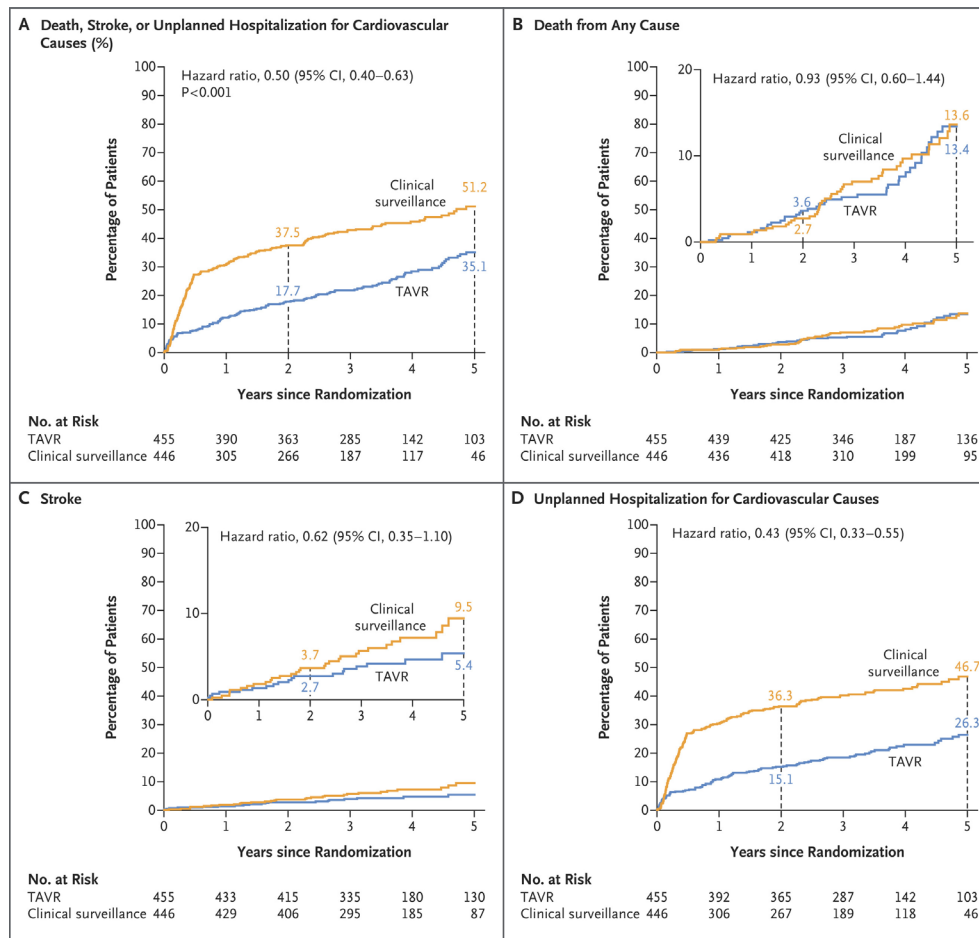 A Death, Stroke, or Unplanned Hospitalization for Cardiovascular
Causes (%)
Hazard ratio, 0.50 (95% CI, 0.40–0.63)
P<0.001
Percentage of Patients
100
90
80
70
60
50
40
30
20
10
0
Clinical
surveillance
51.2
37.5
17.7
TAVR
35.1
0 1 2 3 4 5
Years since Randomization
No. at Risk
TAVR 455 390 363 285 142 103
Clinical surveillance 446 305 266 187 117 46
B Death from Any Cause
Percentage of Patients
100
90
80
70
60
50
40
30
20
10
0
20
10
0
Hazard ratio, 0.93 (95% CI, 0.60–1.44)
13.6
Clinical
surveillance
13.4
3.6
TAVR
2.7
0 1 2 3 4 5
0 1 2 3 4 5
Years since Randomization
No. at Risk
TAVR 455 439 425 346 187 136
Clinical surveillance 446 436 418 310 199 95
C Stroke
Percentage of Patients
100
90
80
70
60
50
40
30
20
10
0
20
10
0
Hazard ratio, 0.62 (95% CI, 0.35–1.10)
Clinical
surveillance
9.5
3.7
TAVR
5.4
2.7
0 1 2 3 4 5
0 1 2 3 4 5
Years since Randomization
No. at Risk
TAVR 455 433 415 335 180 130
Clinical surveillance 446 429 406 295 185 87
D Unplanned Hospitalization for Cardiovascular Causes
Hazard ratio, 0.43 (95% CI, 0.33–0.55)
Percentage of Patients
100
90
80
70
60
50
40
30
20
10
0
Clinical
surveillance
46.7
36.3
26.3
TAVR
15.1
0 1 2 3 4 5
Years since Randomization
No. at Risk
TAVR 455 392 365 287 142 103
Clinical surveillance 446 306 267 189 118 46